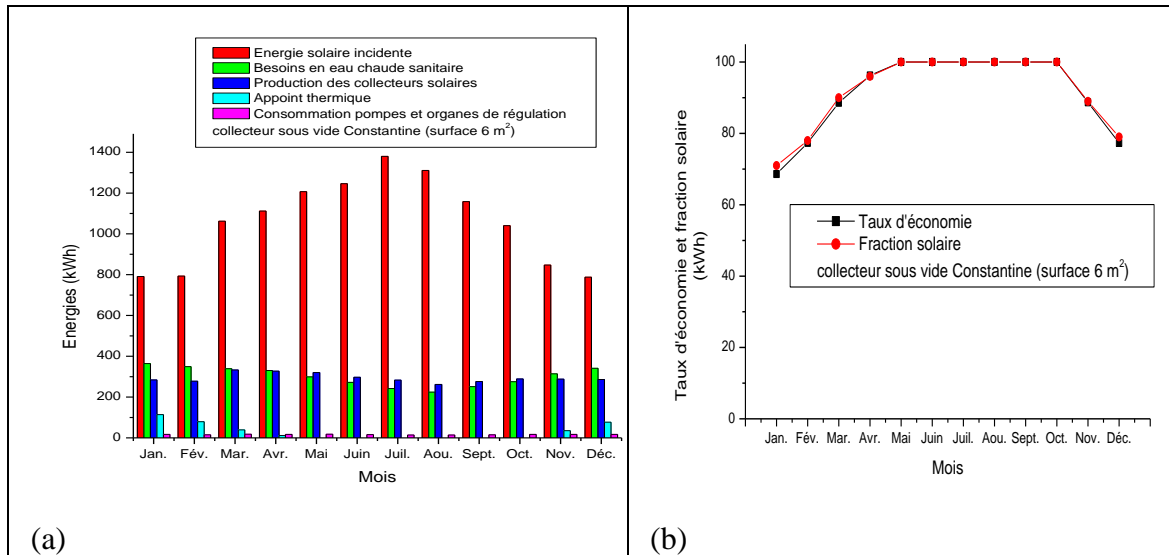 Energie solaire incidente
Besoins en eau chaude sanitaire
Production des collecteurs solaires
Appoint thermique
Consommation pompes et organes de régulation
collecteur sous vide Constantine (surface 6 m²)
Energies (kWh)
1400
1200
1000
800
600
400
200
0
Jan. Fév. Mar. Avr. Mai Juin Juil. Aou. Sept. Oct. Nov. Déc.
Mois
(a)
Taux d'économie et fraction solaire
(kWh)
100
80
60
40
20
0
Taux d'économie
Fraction solaire
collecteur sous vide Constantine (surface 6 m²)
Jan. Fév. Mar. Avr. Mai Juin Juil. Aou. Sept. Oct. Nov. Déc.
Mois
(b)